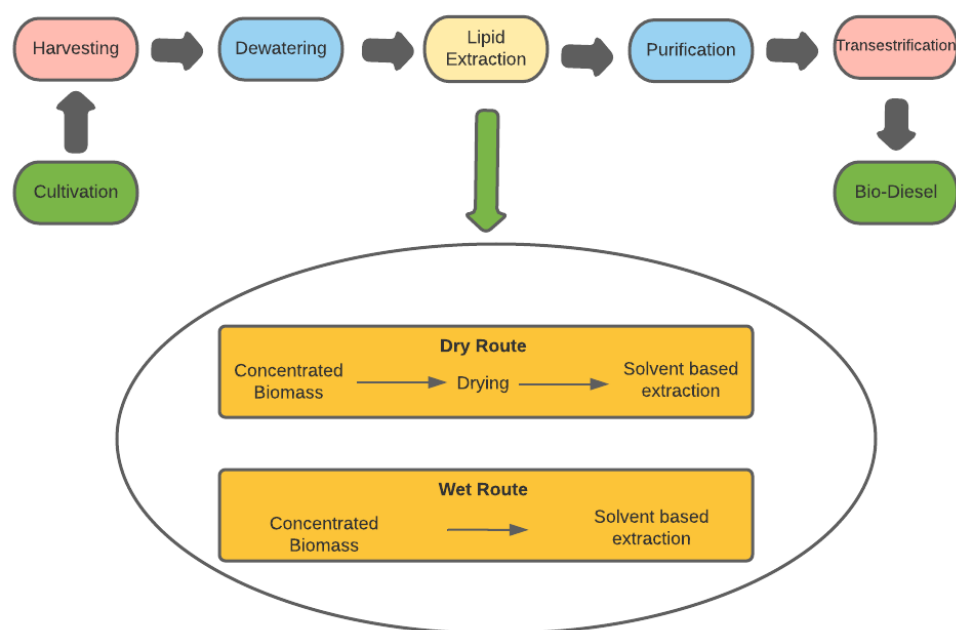 Harvesting
Dewatering
Lipid
Extraction
Purification
Transestrification
Cultivation
Bio-Diesel
Dry Route
Concentrated
Biomass
Drying
Solvent based
extraction
Wet Route
Concentrated
Biomass
Solvent based
extraction